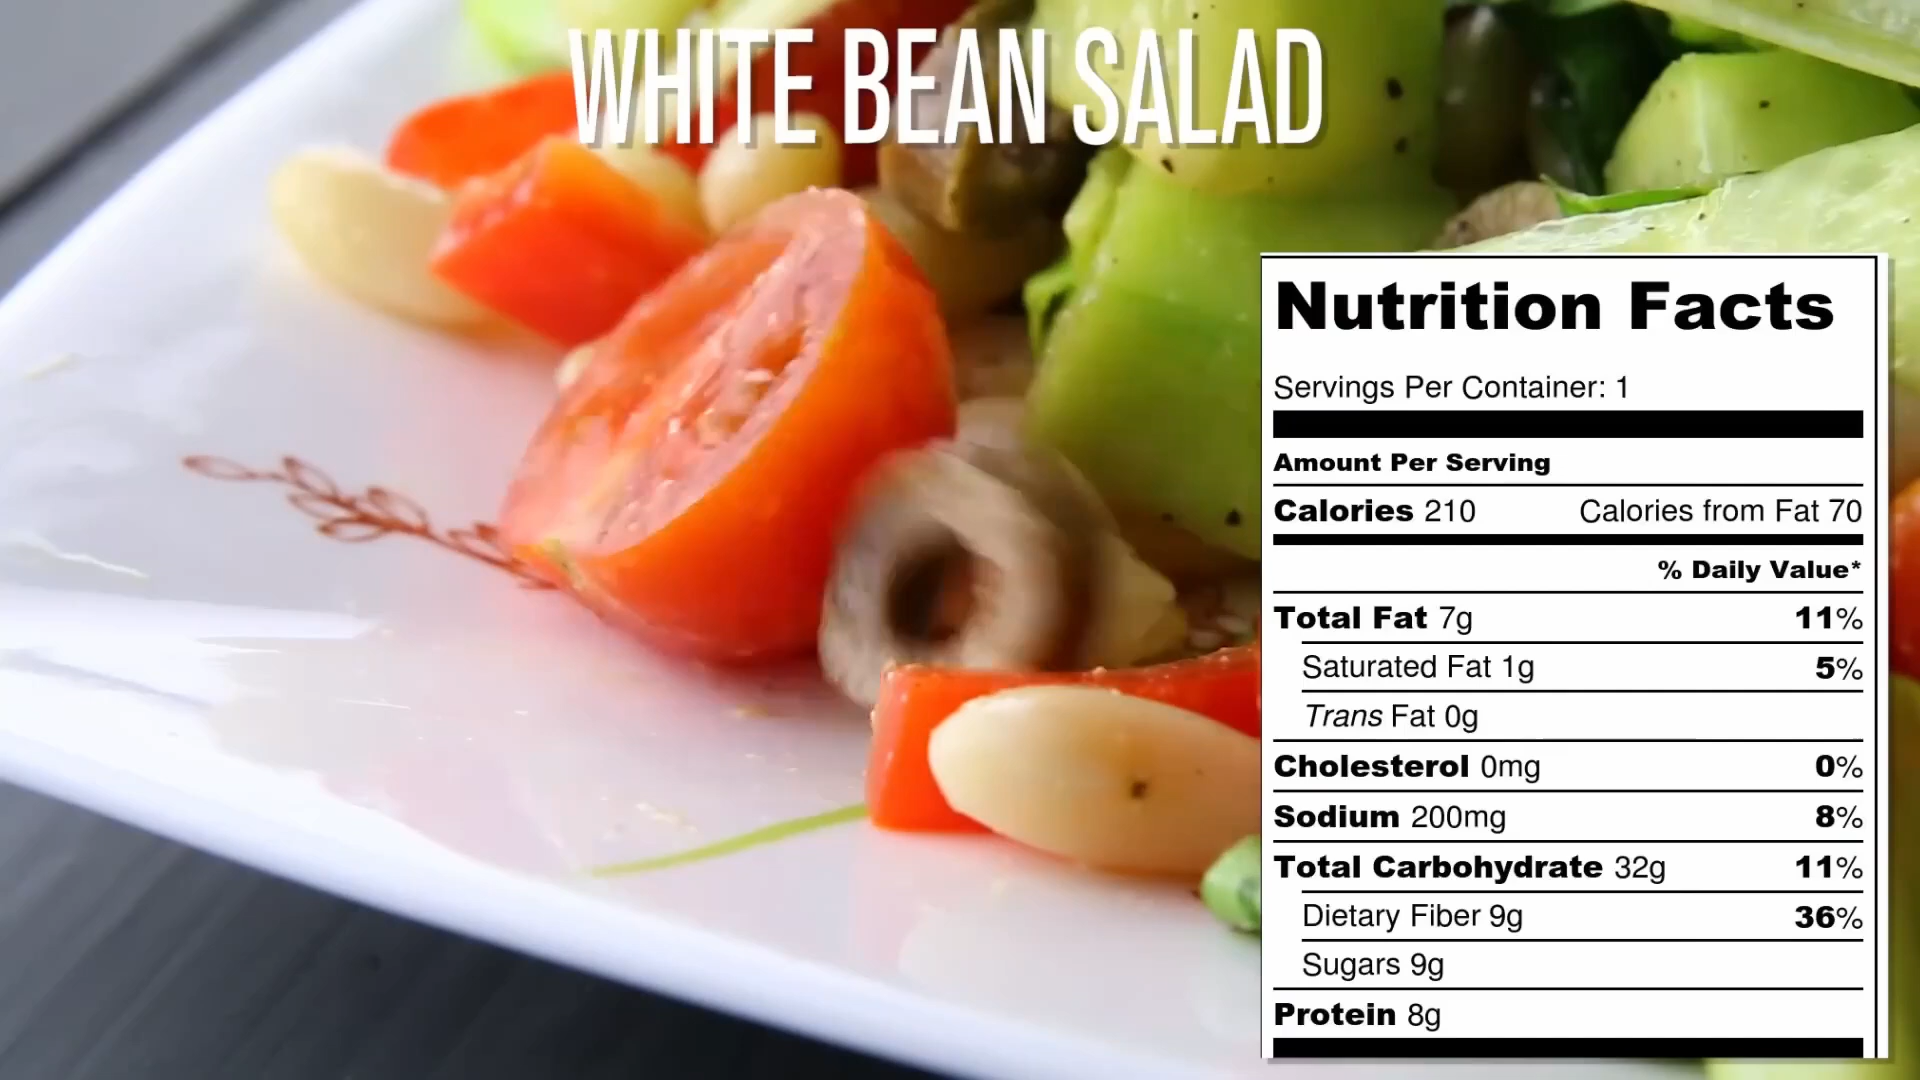 WHITE BEAN SALAD
Nutrition Facts
Servings Per Container: 1
Amount Per Serving
Calories 210 Calories from Fat 70
% Daily Value*
Total Fat 7g 11%
Saturated Fat 1g 5%
Trans Fat 0g
Cholesterol 0mg 0%
Sodium 200mg 8%
Total Carbohydrate 32g 11%
Dietary Fiber 9g 36%
Sugars 9g
Protein 8g